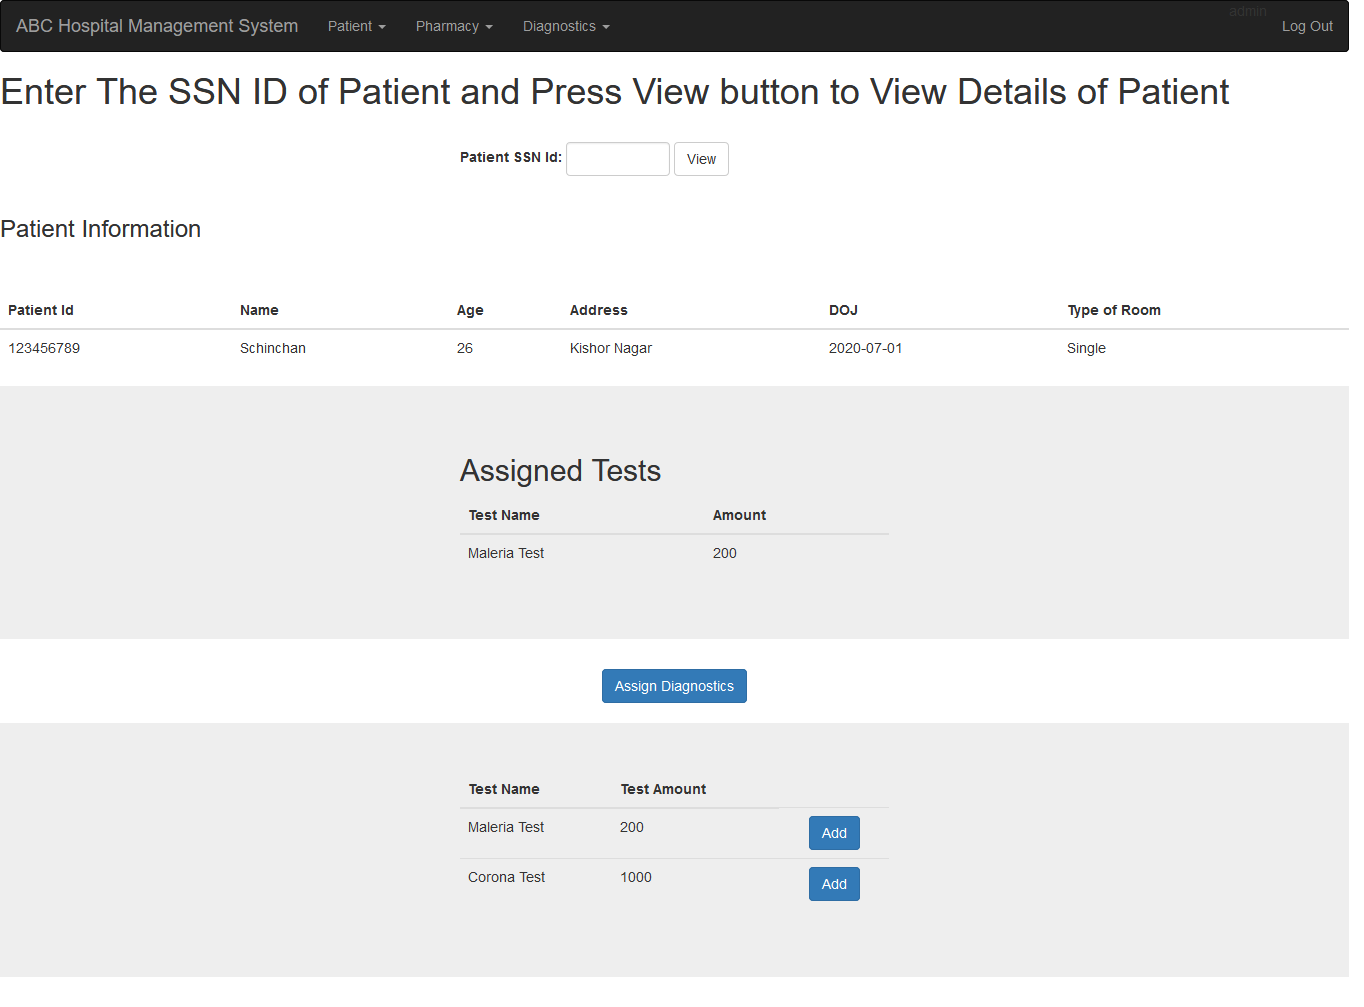 ABC Hospital Management System Patient Pharmacy Diagnostics admin Log Out
Enter The SSN ID of Patient and Press View button to View Details of Patient
Patient SSN Id: View
Patient Information
Patient Id Name Age Address DOJ Type of Room
123456789 Schinchan 26 Kishor Nagar 2020-07-01 Single
Assigned Tests
Test Name Amount
Maleria Test 200
Assign Diagnostics
Test Name Test Amount
Maleria Test 200 Add
Corona Test 1000 Add